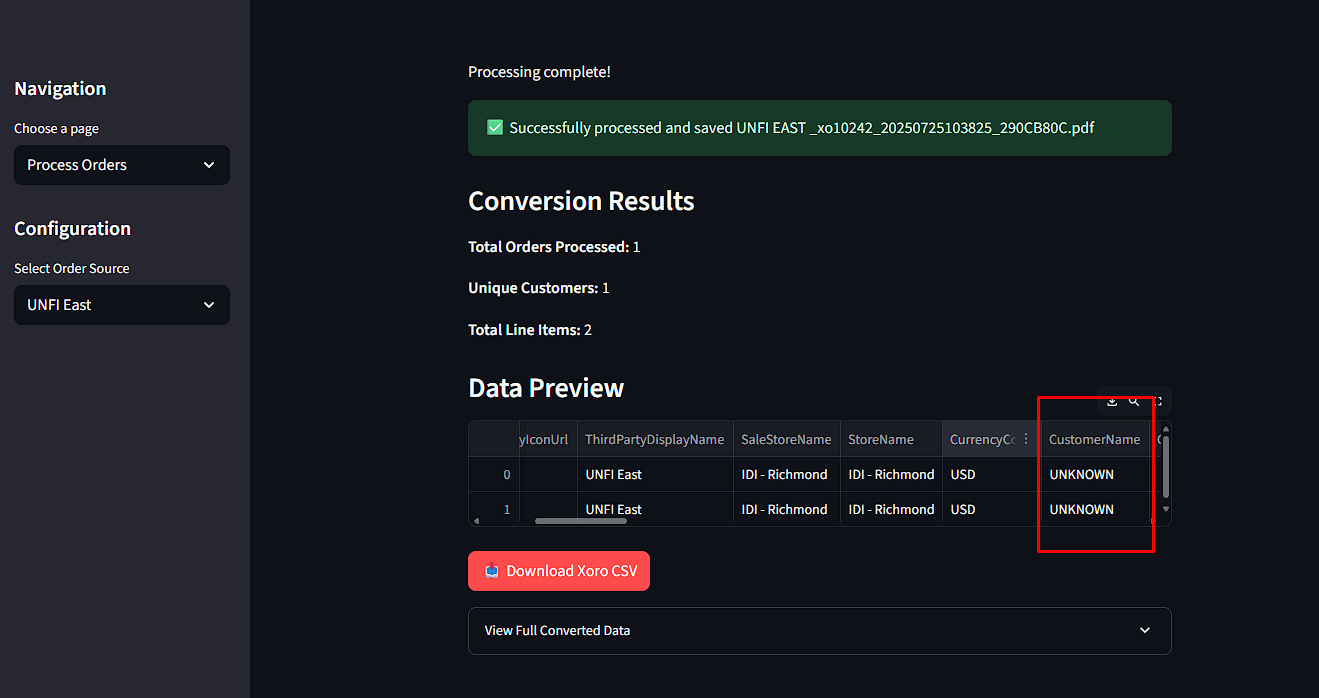 Navigation
Choose a page
Process Orders
Configuration
Select Order Source
UNFI East
Processing complete!
✅ Successfully processed and saved UNFI EAST _xo10242_20250725103825_290CB80C.pdf
Conversion Results
Total Orders Processed: 1
Unique Customers: 1
Total Line Items: 2
Data Preview
yIconUrl ThirdPartyDisplayName SaleStoreName StoreName CurrencyCo CustomerName
0 UNFI East IDI - Richmond IDI - Richmond USD UNKNOWN
1 UNFI East IDI - Richmond IDI - Richmond USD UNKNOWN
Download Xoro CSV
View Full Converted Data